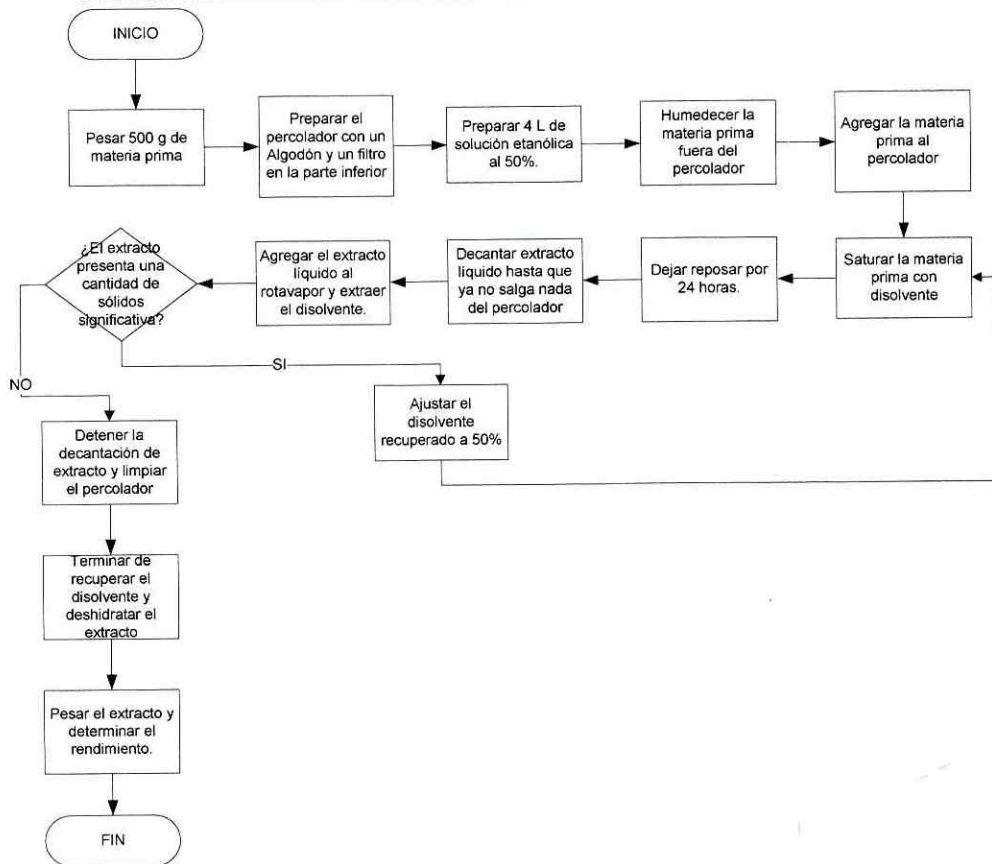 INICIO
Pesar 500 g de
materia prima
Preparar el
percolador con un
Algodón y un filtro
en la parte inferior
Preparar 4 L de
solución etanólica
al 50%.
Humedecer la
materia prima
fuera del
percolador
Agregar la materia
prima al
percolador
Saturar la materia
prima con
disolvente
Dejar reposar por
24 horas.
Decantar extracto
líquido hasta que
ya no salga nada
del percolador
Agregar el extracto
líquido al
rotavapor y extraer
el disolvente.
¿El extracto
presenta una
cantidad de
sólidos
significativa?
SI
NO
Ajustar el
disolvente
recuperado a 50%
Detener la
decantación de
extracto y limpiar
el percolador
Terminar de
recuperar el
disolvente y
deshidratar el
extracto
Pesar el extracto y
determinar el
rendimiento.
FIN